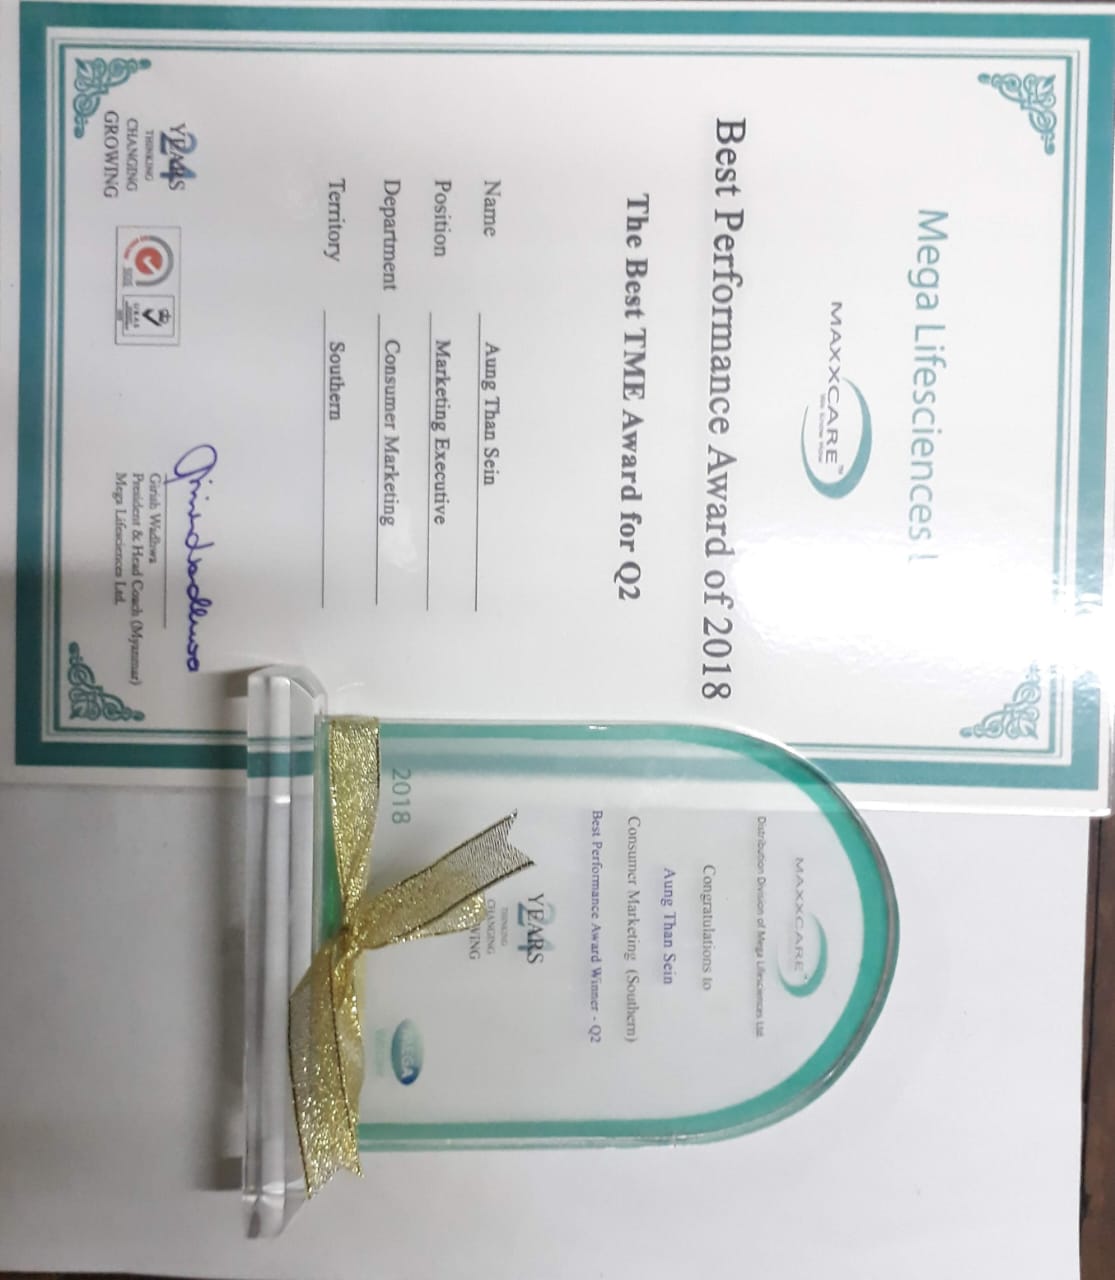 Mega Lifesciences
MAXXCARE™
We Know How
Best Performance Award of 2018
The Best TME Award for Q2
Name Aung Than Sein
Position Marketing Executive
Department Consumer Marketing
Territory Southern
24
YEARS
THINKING
CHANGING
GROWING
SGS
UKAS
Girish Wadhwa
President & Head Coach (Myanmar)
Mega Lifesciences Ltd.
MAXXCARE™
Distribution Division of Mega Lifesciences Ltd.
Congratulations to
Aung Than Sein
Consumer Marketing (Southern)
Best Performance Award Winner - Q2
24
YEARS
THINKING
CHANGING
WING
2018
MEGA